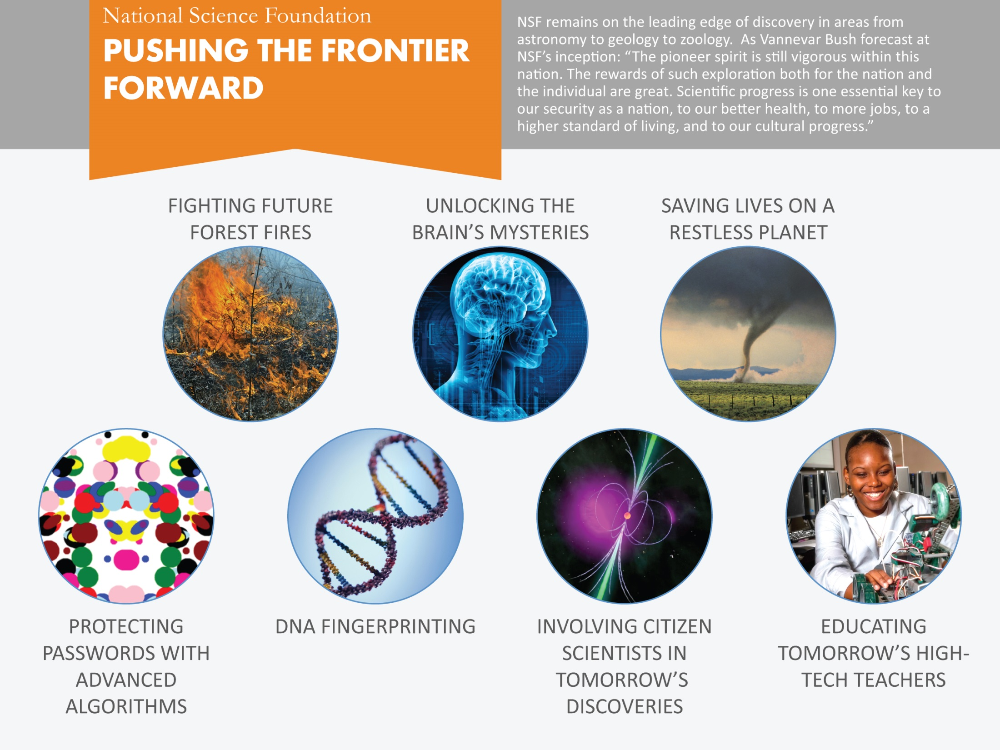 National Science Foundation
PUSHING THE FRONTIER
FORWARD
NSF remains on the leading edge of discovery in areas from
astronomy to geology to zoology.  As Vannevar Bush forecast at
NSF’s inception: “The pioneer spirit is still vigorous within this
nation. The rewards of such exploration both for the nation and
the individual are great. Scientific progress is one essential key to
our security as a nation, to our better health, to more jobs, to a
higher standard of living, and to our cultural progress.”
FIGHTING FUTURE
FOREST FIRES
UNLOCKING THE
BRAIN’S MYSTERIES
SAVING LIVES ON A
RESTLESS PLANET
PROTECTING
PASSWORDS WITH
ADVANCED
ALGORITHMS
DNA FINGERPRINTING
INVOLVING CITIZEN
SCIENTISTS IN
TOMORROW’S
DISCOVERIES
EDUCATING
TOMORROW’S HIGH-
TECH TEACHERS